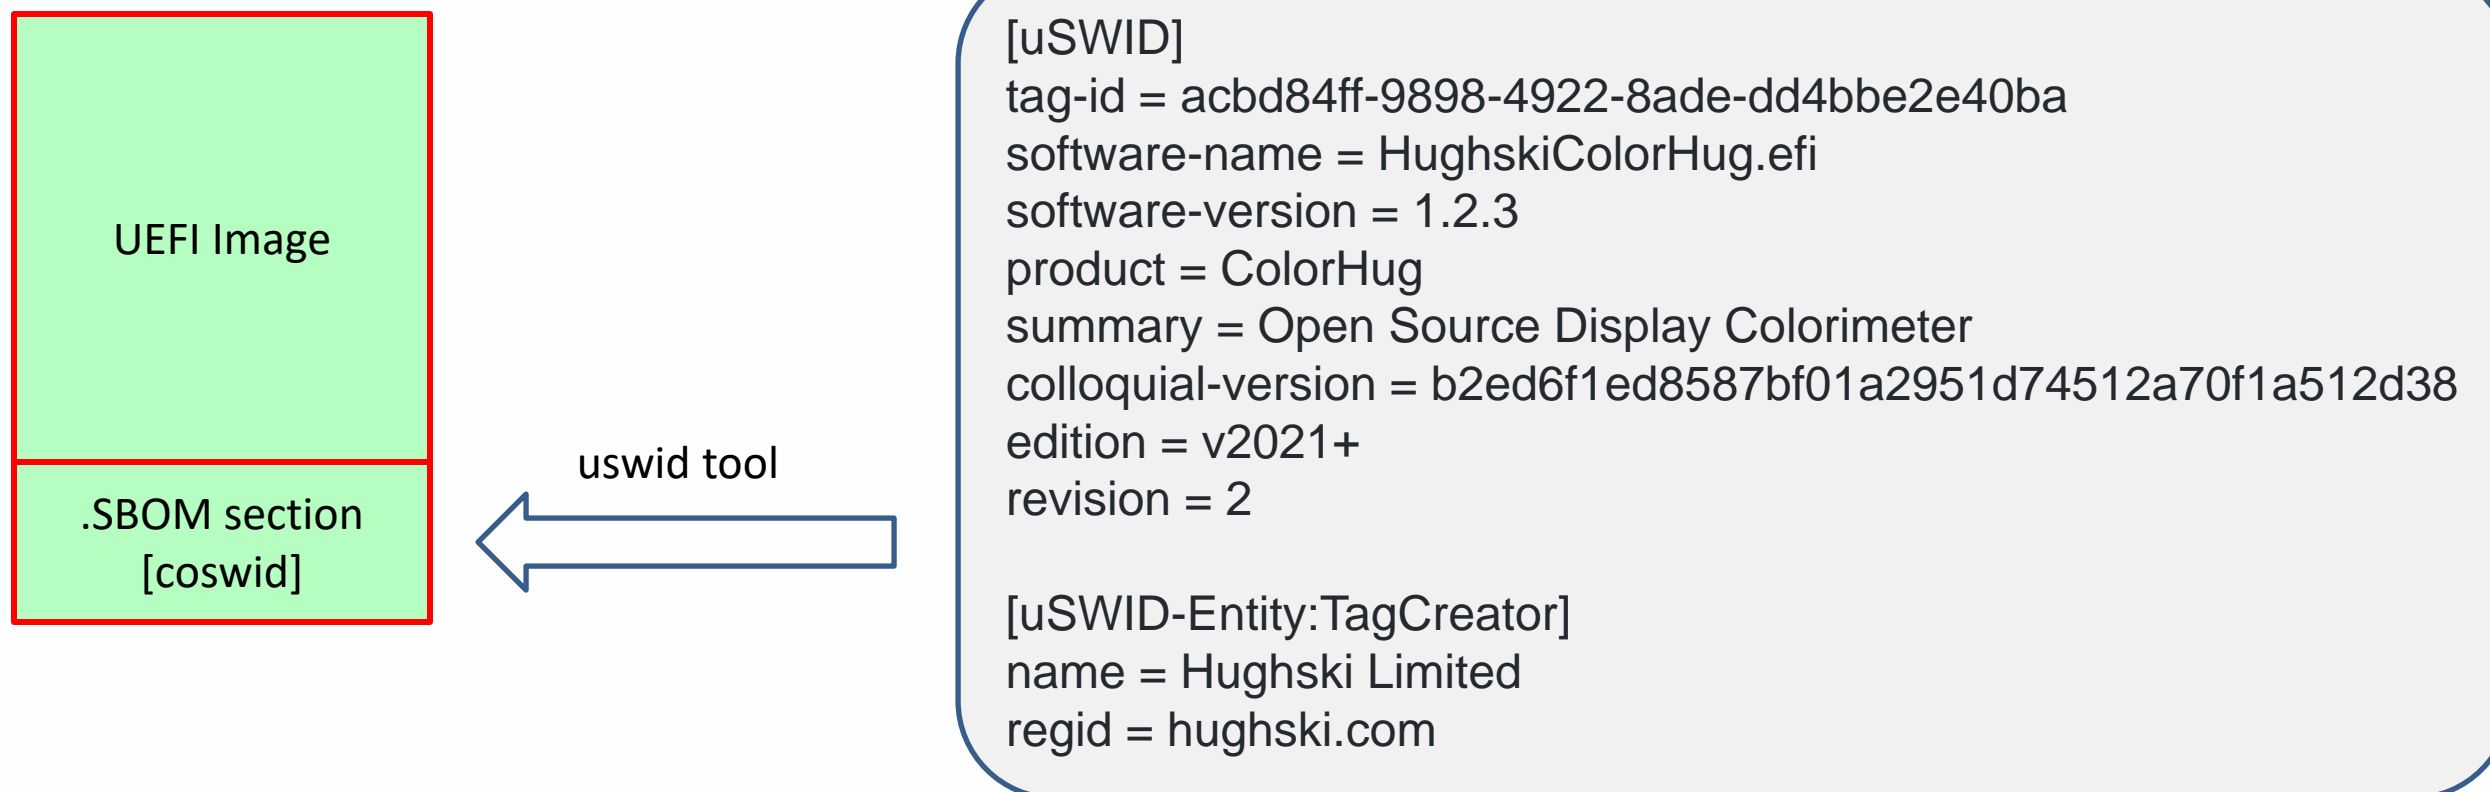 UEFI Image
.SBOM section
[coswid]
uswid tool
[uSWID]
tag-id = acbd84ff-9898-4922-8ade-dd4bbe2e40ba
software-name = HughskiColorHug.efi
software-version = 1.2.3
product = ColorHug
summary = Open Source Display Colorimeter
colloquial-version = b2ed6f1ed8587bf01a2951d74512a70f1a512d38
edition = v2021+
revision = 2
[uSWID-Entity:TagCreator]
name = Hughski Limited
regid = hughski.com